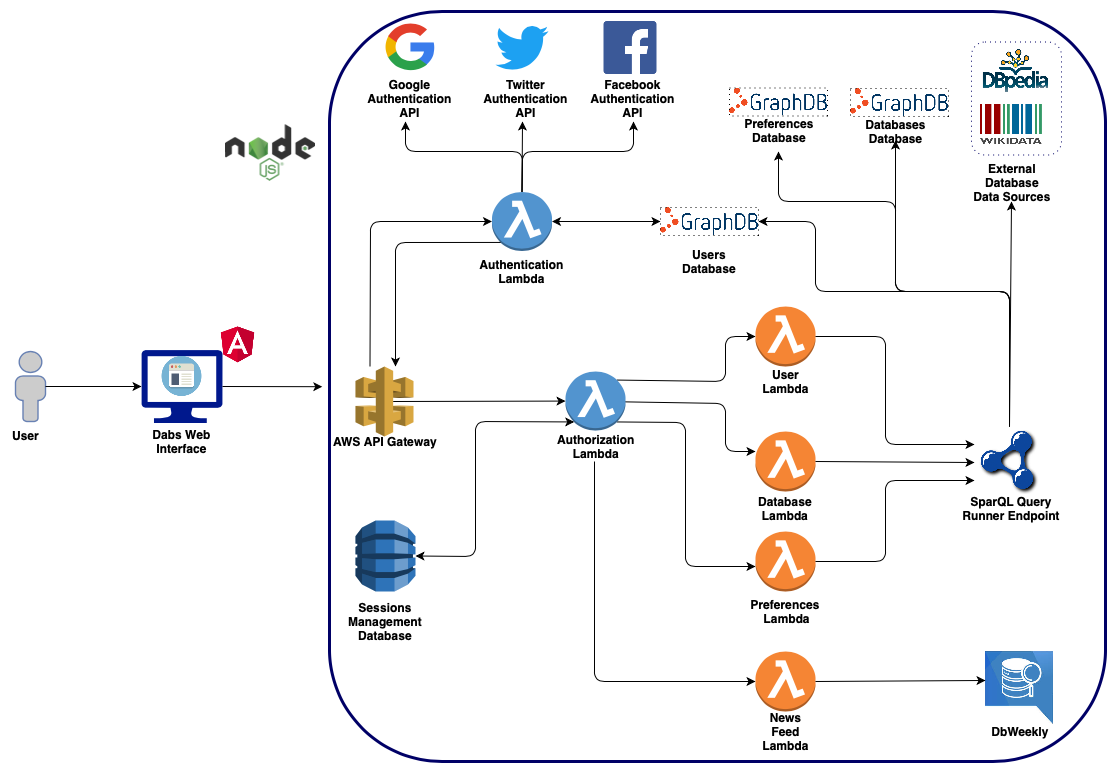 Google
Authentication
API
Twitter
Authentication
API
Facebook
Authentication
API
GraphDB
Preferences
Database
GraphDB
Databases
Database
DBpedia
WIKIDATA
External
Database
Data Sources
node
JS
Authentication
Lambda
GraphDB
Users
Database
User
A
Dabs Web
Interface
AWS API Gateway
Authorization
Lambda
User
Lambda
Database
Lambda
SparQL Query
Runner Endpoint
Preferences
Lambda
Sessions
Management
Database
News
Feed
Lambda
DbWeekly